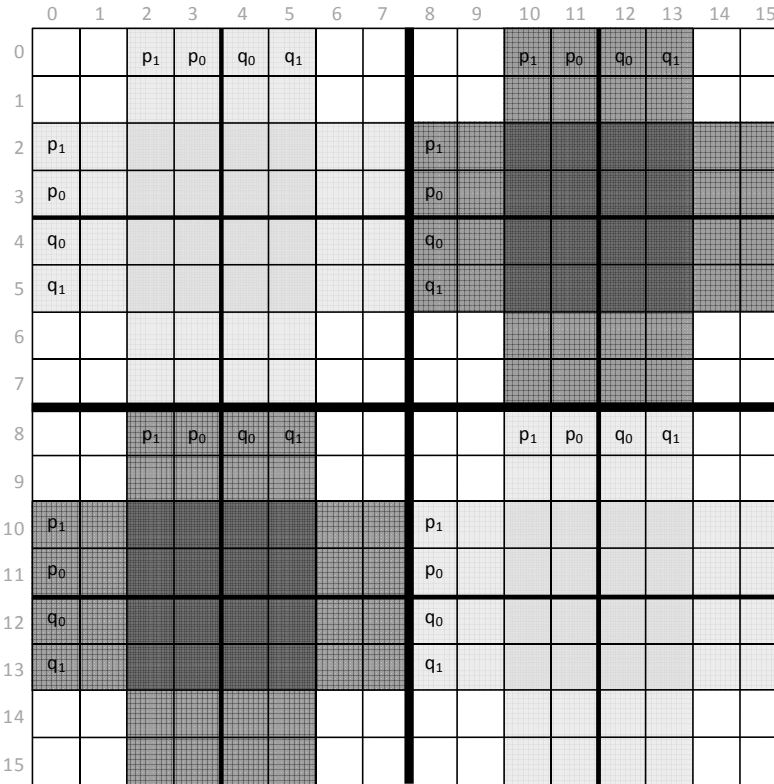 0 1 2 3 4 5 6 7 8 9 10 11 12 13 14 15
0 p₁ p₀ q₀ q₁ p₁ p₀ q₀ q₁
1
2 p₁ p₁
3 p₀ p₀
4 q₀ q₀
5 q₁ q₁
6
7
8 p₁ p₀ q₀ q₁ p₁ p₀ q₀ q₁
9
10 p₁ p₁
11 p₀ p₀
12 q₀ q₀
13 q₁ q₁
14
15